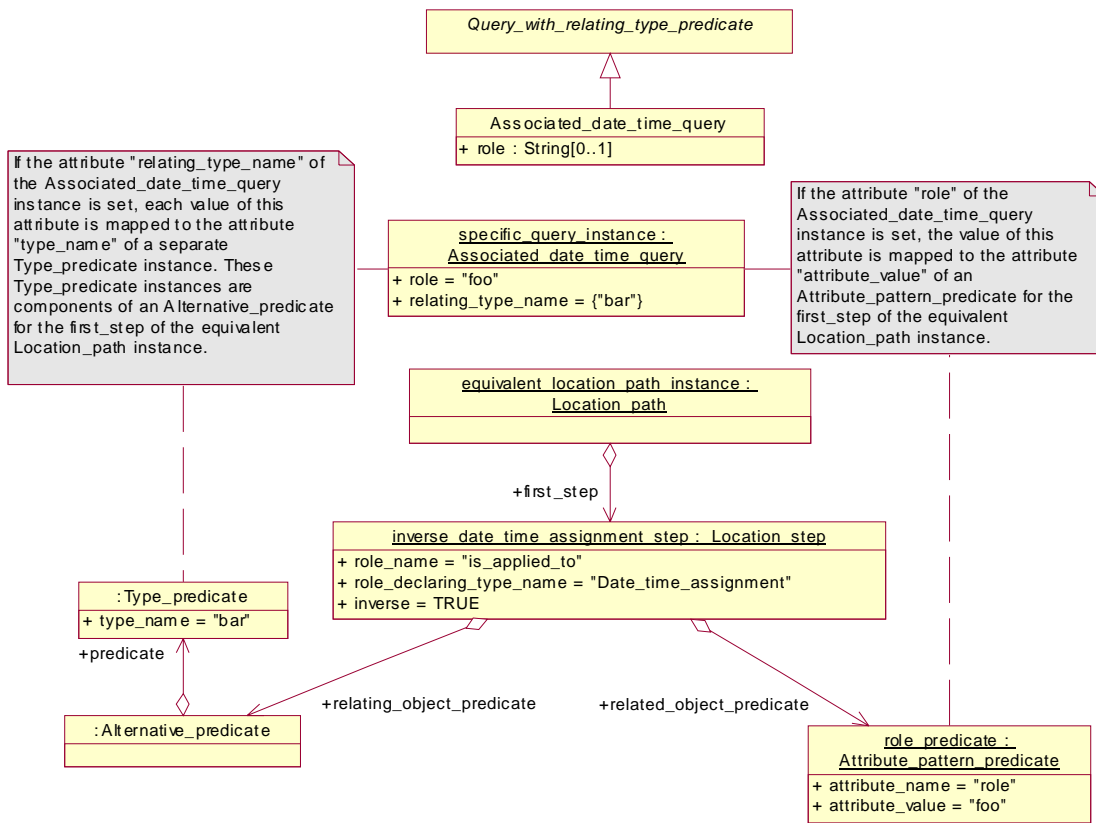 Query_with_relating_type_predicate
Associated_date_time_query
+ role : String[0..1]
If the attribute "relating_type_name" of
the Associated_date_time_query
instance is set, each value of this
attribute is mapped to the attribute
"type_name" of a separate
Type_predicate instance. These
Type_predicate instances are
components of an Alternative_predicate
for the first_step of the equivalent
Location_path instance.
specific_query_instance :
Associated_date_time_query
+ role = "foo"
+ relating_type_name = {"bar"}
If the attribute "role" of the
Associated_date_time_query
instance is set, the value of this
attribute is mapped to the attribute
"attribute_value" of an
Attribute_pattern_predicate for the
first_step of the equivalent
Location_path instance.
equivalent_location_path_instance :
Location_path
+first_step
inverse_date_time_assignment_step : Location_step
+ role_name = "is_applied_to"
+ role_declaring_type_name = "Date_time_assignment"
+ inverse = TRUE
:Type_predicate
+ type_name = "bar"
+predicate
+relating_object_predicate
+related_object_predicate
:Alternative_predicate
role_predicate :
Attribute_pattern_predicate
+ attribute_name = "role"
+ attribute_value = "foo"